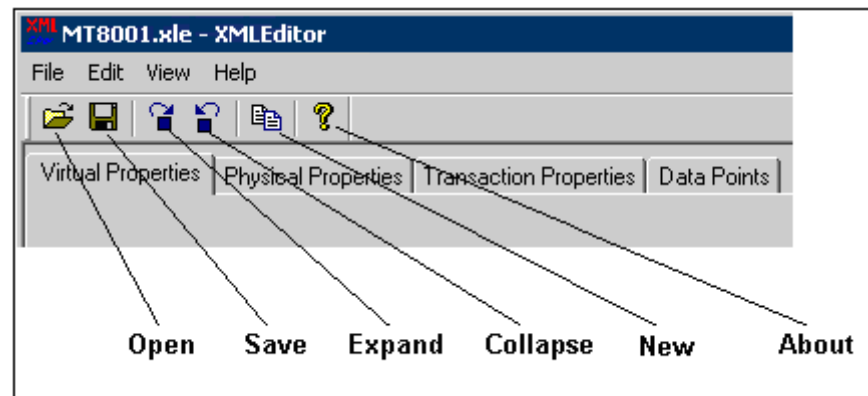 XML MT8001.xle - XMLEditor
File Edit View Help
Virtual Properties Physical Properties Transaction Properties Data Points
Open Save Expand Collapse New About